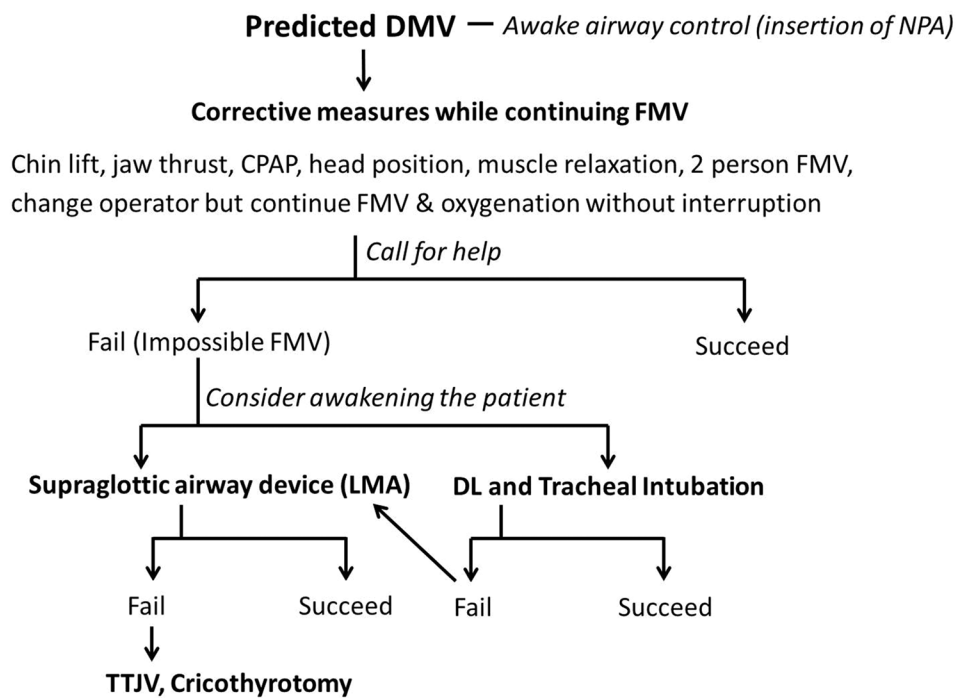 Predicted DMV — Awake airway control (insertion of NPA)
Corrective measures while continuing FMV
Chin lift, jaw thrust, CPAP, head position, muscle relaxation, 2 person FMV,
change operator but continue FMV & oxygenation without interruption
Call for help
Fail (Impossible FMV)
Succeed
Consider awakening the patient
Supraglottic airway device (LMA)
DL and Tracheal Intubation
Fail
Succeed
Fail
Succeed
TTJV, Cricothyrotomy